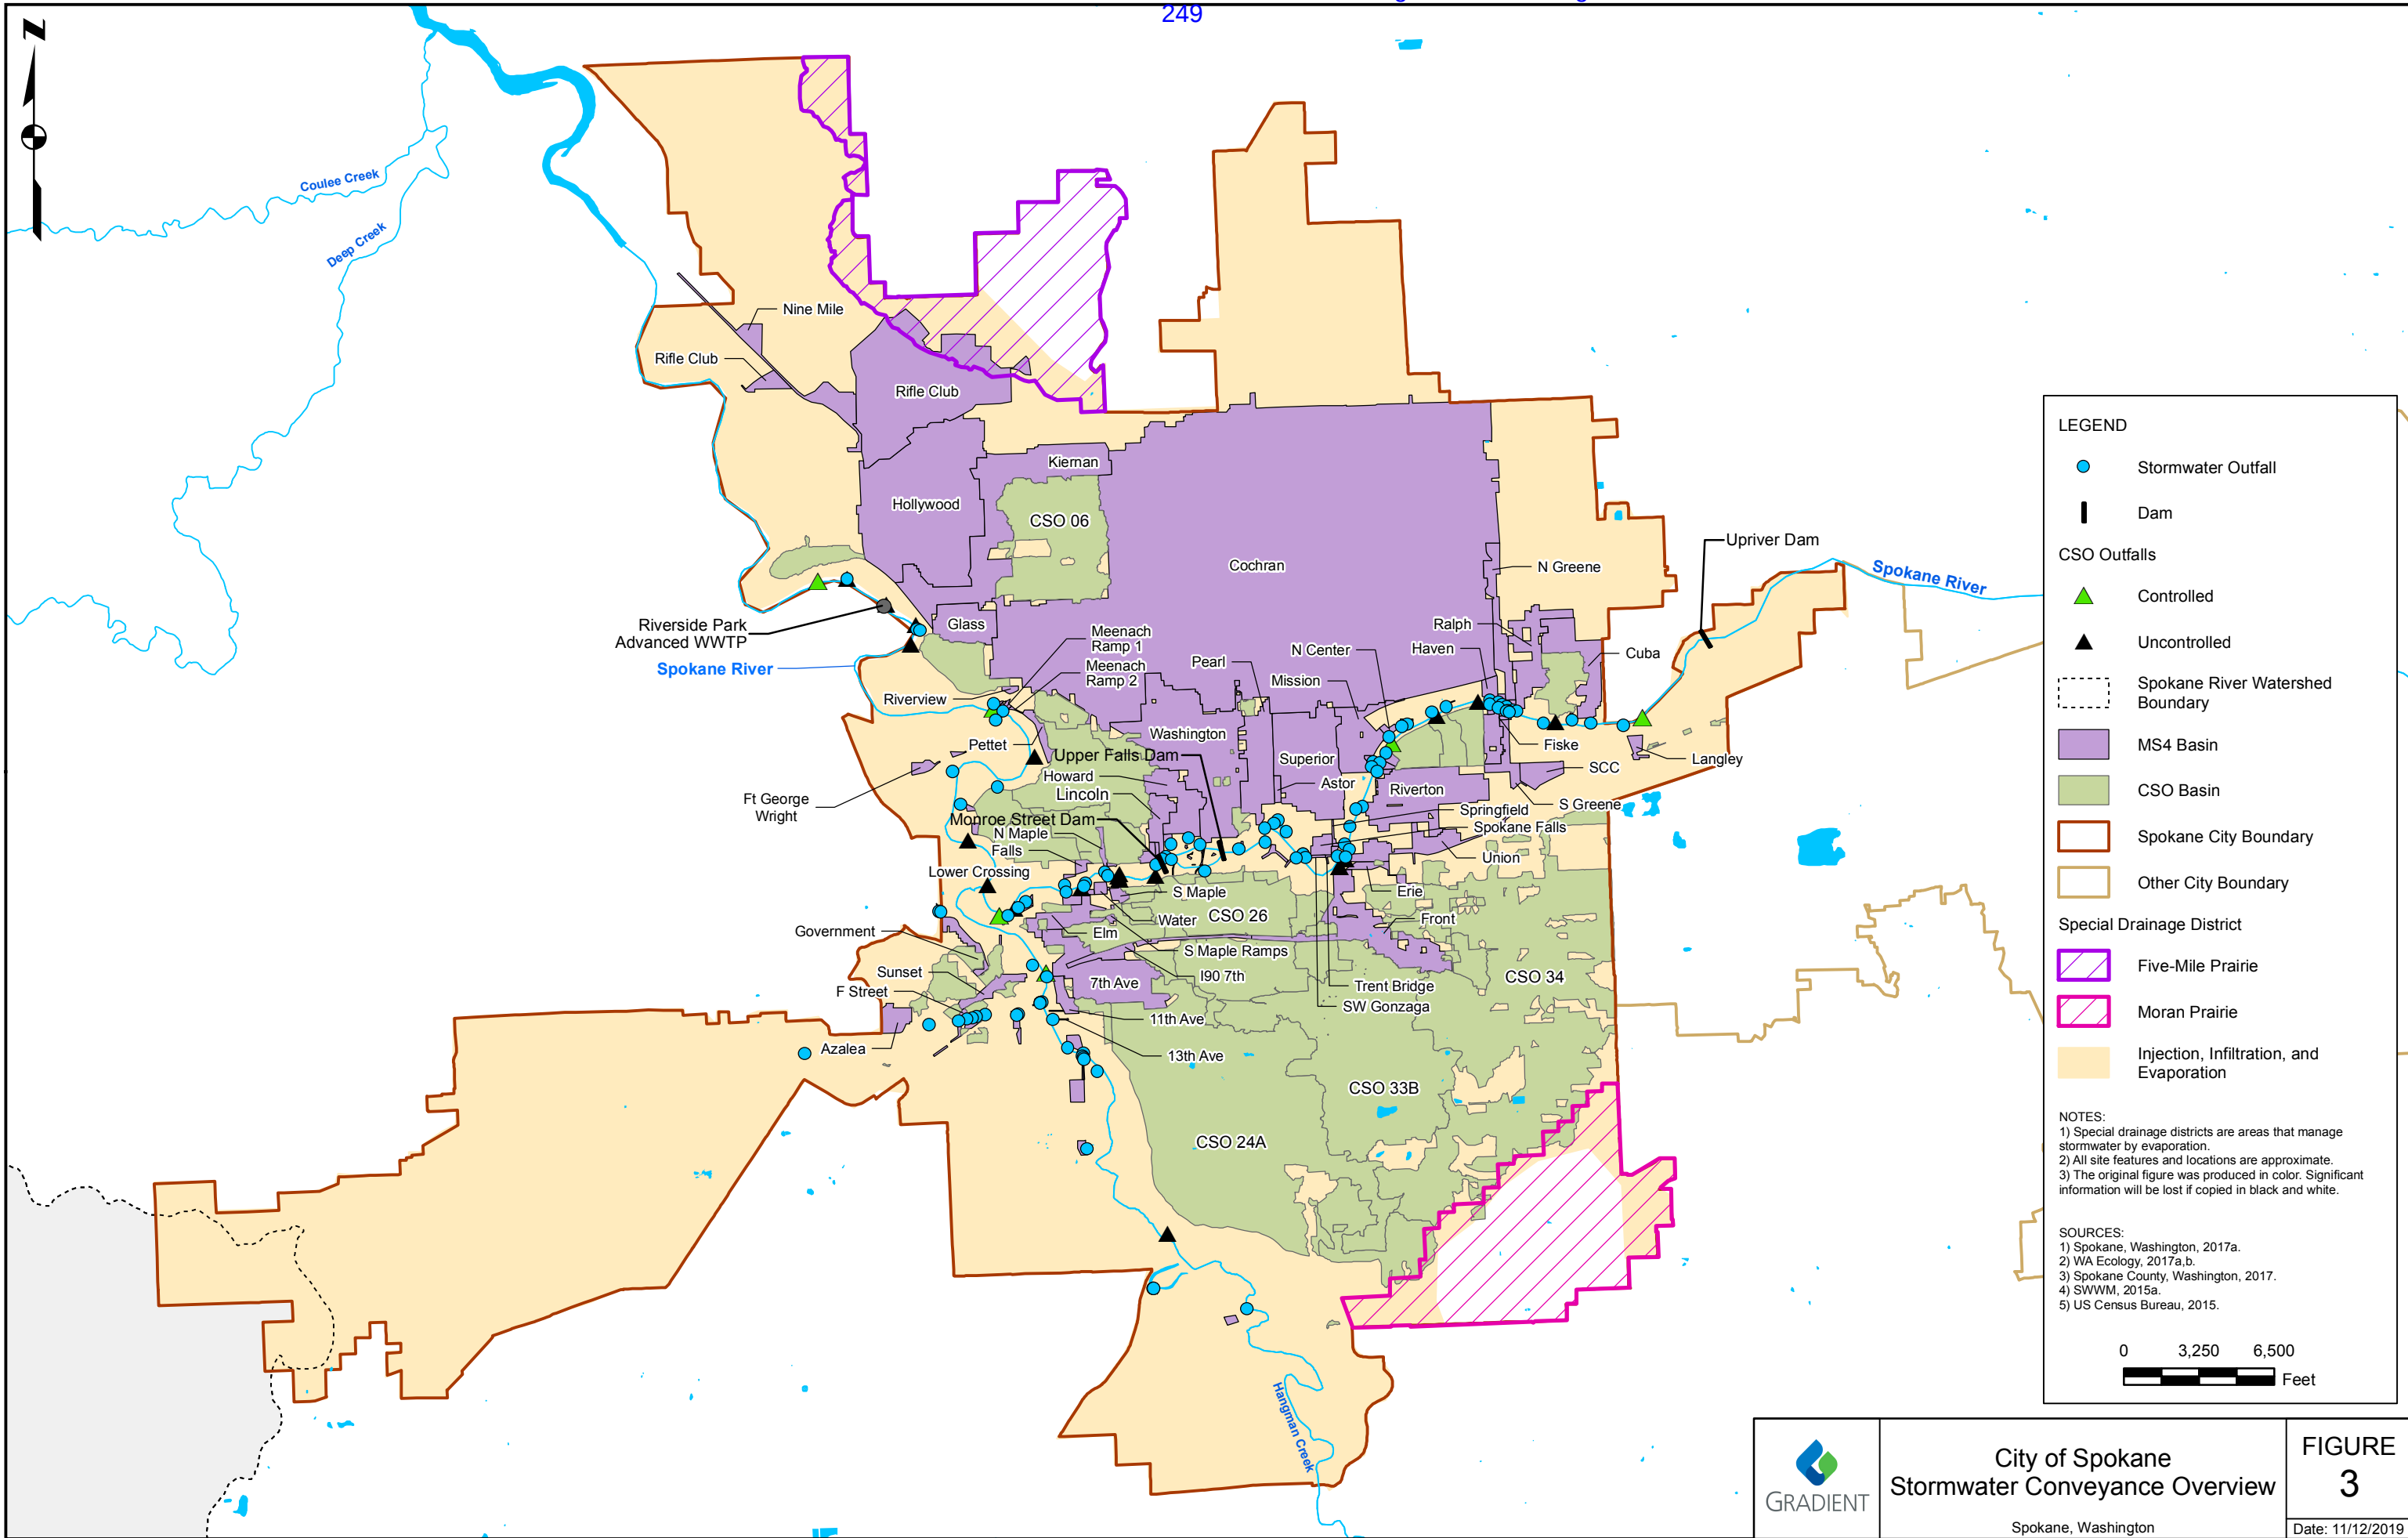 249
N
Coulee Creek
Deep Creek
Nine Mile
Rifle Club
Rifle Club
Kiernan
Hollywood
CSO 06
Cochran
N Greene
Upriver Dam
Spokane River
Riverside Park
Advanced WWTP
Spokane River
Glass
Meenach
Ramp 1
Meenach
Ramp 2
Pearl
N Center
Mission
Ralph
Haven
Cuba
Riverview
Pettet
Washington
Upper Falls Dam
Superior
Fiske
Langley
SCC
Howard
Lincoln
Astor
Riverton
S Greene
Ft George
Wright
Monroe Street Dam
N Maple
Falls
Springfield
Spokane Falls
Union
Lower Crossing
S Maple
Erie
Water
CSO 26
Front
Government
Elm
S Maple Ramps
Sunset
I90 7th
CSO 34
F Street
7th Ave
Trent Bridge
SW Gonzaga
11th Ave
Azalea
13th Ave
CSO 33B
CSO 24A
Hangman Creek
LEGEND
Stormwater Outfall
Dam
CSO Outfalls
Controlled
Uncontrolled
Spokane River Watershed
Boundary
MS4 Basin
CSO Basin
Spokane City Boundary
Other City Boundary
Special Drainage District
Five-Mile Prairie
Moran Prairie
Injection, Infiltration, and
Evaporation
NOTES:
1) Special drainage districts are areas that manage
stormwater by evaporation.
2) All site features and locations are approximate.
3) The original figure was produced in color. Significant
information will be lost if copied in black and white.
SOURCES:
1) Spokane, Washington, 2017a.
2) WA Ecology, 2017a,b.
3) Spokane County, Washington, 2017.
4) SWWM, 2015a.
5) US Census Bureau, 2015.
0 3,250 6,500
Feet
GRADIENT
City of Spokane
Stormwater Conveyance Overview
Spokane, Washington
FIGURE
3
Date: 11/12/2019